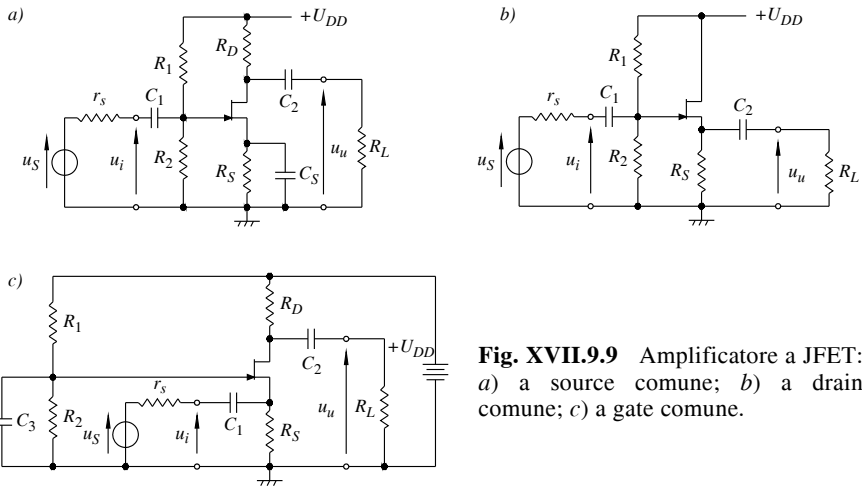 a)
+U_DD
R_1
R_D
C_2
r_s
C_1
u_S
u_i
R_2
R_S
C_S
u_u
R_L
b)
+U_DD
R_1
r_s
C_1
C_2
u_S
u_i
R_2
R_S
u_u
R_L
c)
R_1
R_D
C_2
+U_DD
r_s
C_3
R_2
u_S
u_i
C_1
R_S
u_u
R_L
Fig. XVII.9.9 Amplificatore a JFET:
a) a source comune; b) a drain
comune; c) a gate comune.